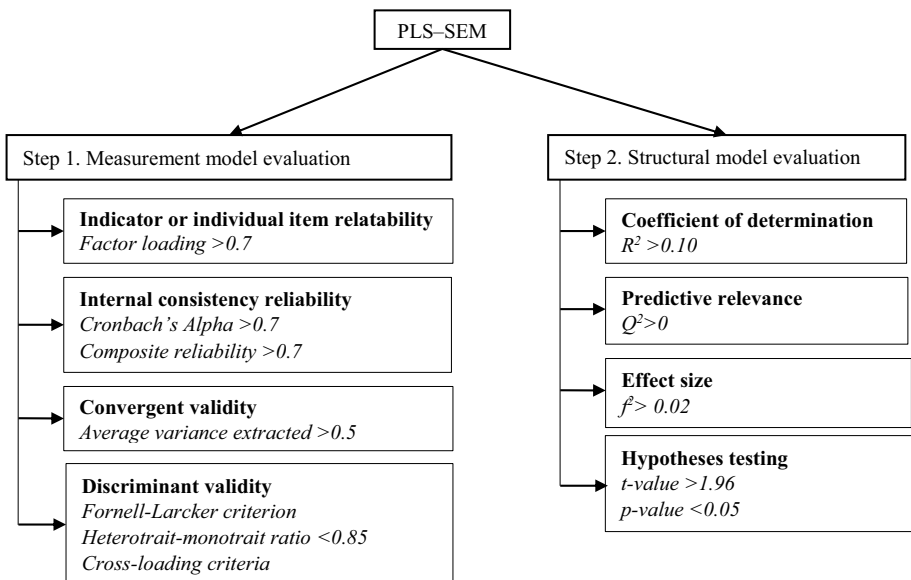 PLS–SEM
Step 1. Measurement model evaluation
Indicator or individual item relatability
Factor loading >0.7
Internal consistency reliability
Cronbach's Alpha >0.7
Composite reliability >0.7
Convergent validity
Average variance extracted >0.5
Discriminant validity
Fornell-Larcker criterion
Heterotrait-monotrait ratio <0.85
Cross-loading criteria
Step 2. Structural model evaluation
Coefficient of determination
R² >0.10
Predictive relevance
Q²>0
Effect size
f²> 0.02
Hypotheses testing
t-value >1.96
p-value <0.05